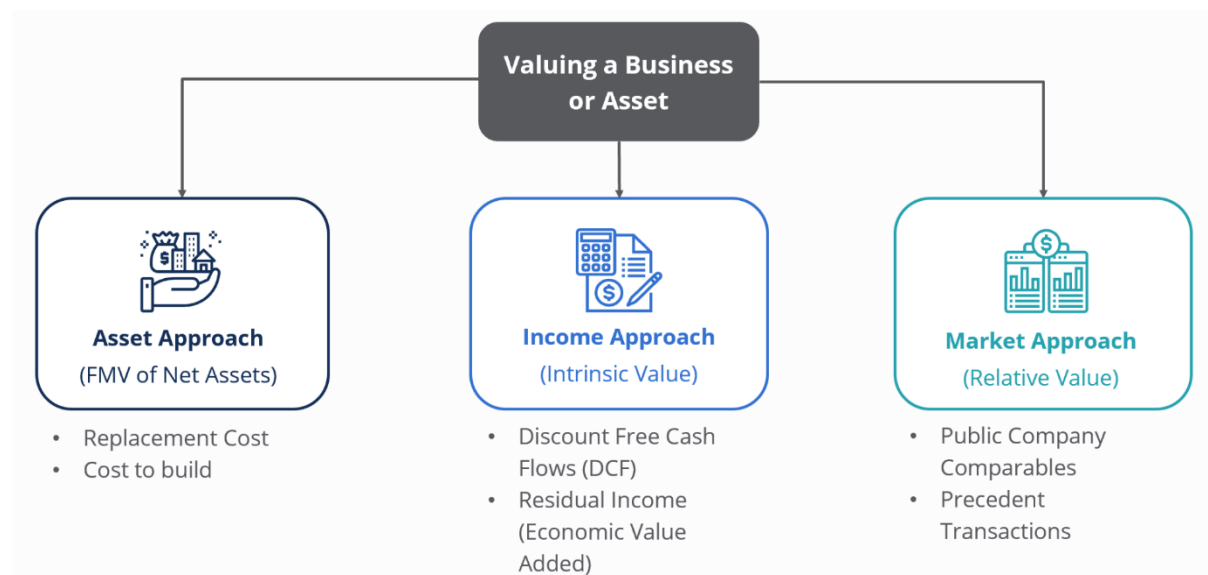 Valuing a Business
or Asset
Asset Approach
(FMV of Net Assets)
• Replacement Cost
• Cost to build
Income Approach
(Intrinsic Value)
• Discount Free Cash
Flows (DCF)
• Residual Income
(Economic Value
Added)
Market Approach
(Relative Value)
• Public Company
Comparables
• Precedent
Transactions